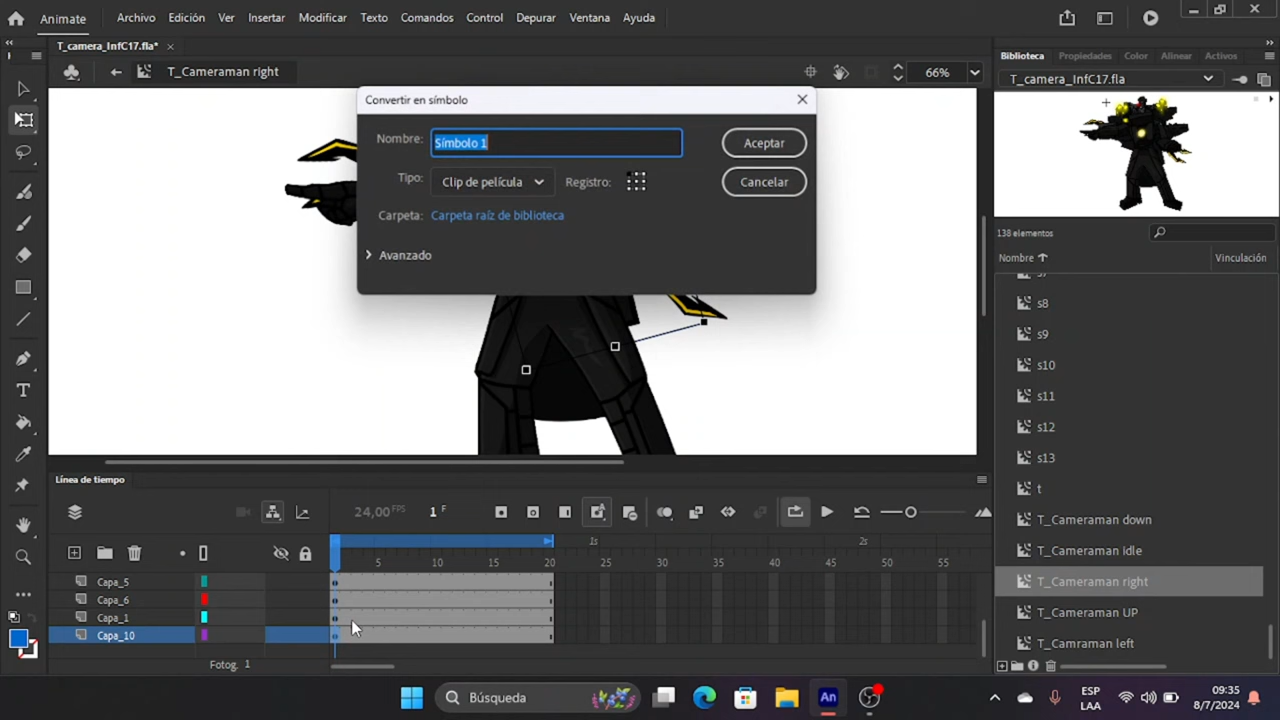 Animate
Archivo Edición Ver Insertar Modificar Texto Comandos Control Depurar Ventana Ayuda
T_camera_InfC17.fla*
T_Cameraman right
66%
Convertir en símbolo
Nombre: Símbolo 1
Aceptar
Tipo: Clip de película
Registro:
Cancelar
Carpeta: Carpeta raíz de biblioteca
Avanzado
Biblioteca Propiedades Color Alinear Activos
T_camera_InfC17.fla
138 elementos
Nombre Vinculación
s8
s9
s10
s11
s12
s13
t
T_Cameraman down
T_Cameraman Idle
T_Cameraman right
T_Cameraman UP
T_Camraman left
Línea de tiempo
24,00 FPS 1 F
1s 2s
5 10 15 20 25 30 35 40 45 50 55
Capa_5
Capa_6
Capa_1
Capa_10
Fotog. 1
Búsqueda
An
ESP
LAA
09:35
8/7/2024